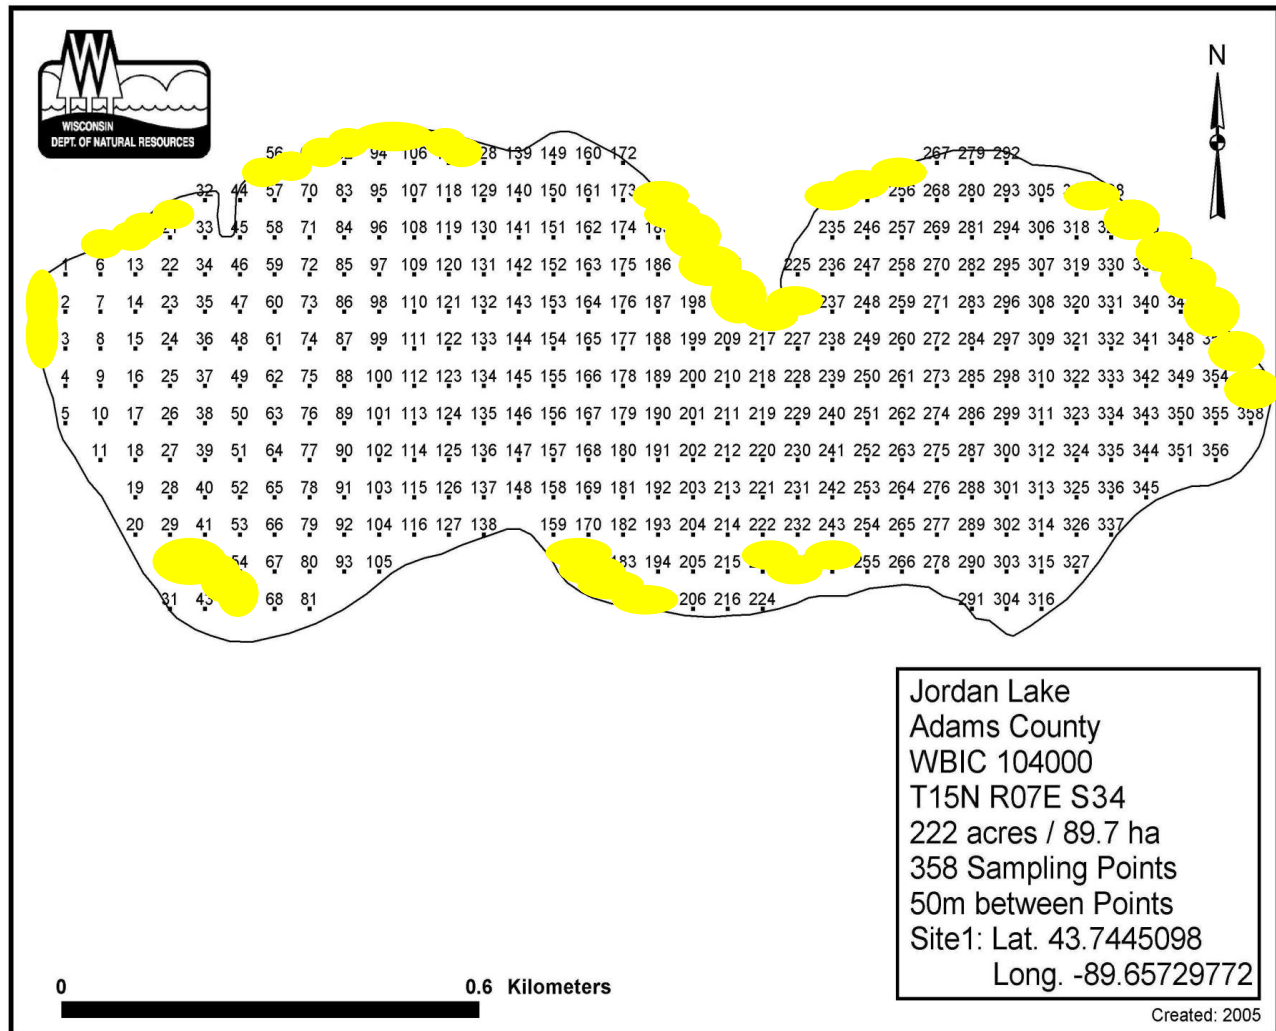 WISCONSIN
DEPT. OF NATURAL RESOURCES
N
56 94 106 128 139 149 160 172 267 279 292
32 44 57 70 83 95 107 118 129 140 150 161 173 256 268 280 293 305
33 45 58 71 84 96 108 119 130 141 151 162 174 235 246 257 269 281 294 306 318
1 6 13 22 34 46 59 72 85 97 109 120 131 142 152 163 175 186 225 236 247 258 270 282 295 307 319 330
2 7 14 23 35 47 60 73 86 98 110 121 132 143 153 164 176 187 198 237 248 259 271 283 296 308 320 331 340
3 8 15 24 36 48 61 74 87 99 111 122 133 144 154 165 177 188 199 209 217 227 238 249 260 272 284 297 309 321 332 341 348
4 9 16 25 37 49 62 75 88 100 112 123 134 145 155 166 178 189 200 210 218 228 239 250 261 273 285 298 310 322 333 342 349 354
5 10 17 26 38 50 63 76 89 101 113 124 135 146 156 167 179 190 201 211 219 229 240 251 262 274 286 299 311 323 334 343 350 355 358
11 18 27 39 51 64 77 90 102 114 125 136 147 157 168 180 191 202 212 220 230 241 252 263 275 287 300 312 324 335 344 351 356
19 28 40 52 65 78 91 103 115 126 137 148 158 169 181 192 203 213 221 231 242 253 264 276 288 301 313 325 336 345
20 29 41 53 66 79 92 104 116 127 138 159 170 182 193 204 214 222 232 243 254 265 277 289 302 314 326 337
54 67 80 93 105 183 194 205 215 255 266 278 290 303 315 327
31 43 68 81 206 216 224 291 304 316
Jordan Lake
Adams County
WBIC 104000
T15N R07E S34
222 acres / 89.7 ha
358 Sampling Points
50m between Points
Site1: Lat. 43.7445098
Long. -89.65729772
0 0.6 Kilometers
Created: 2005